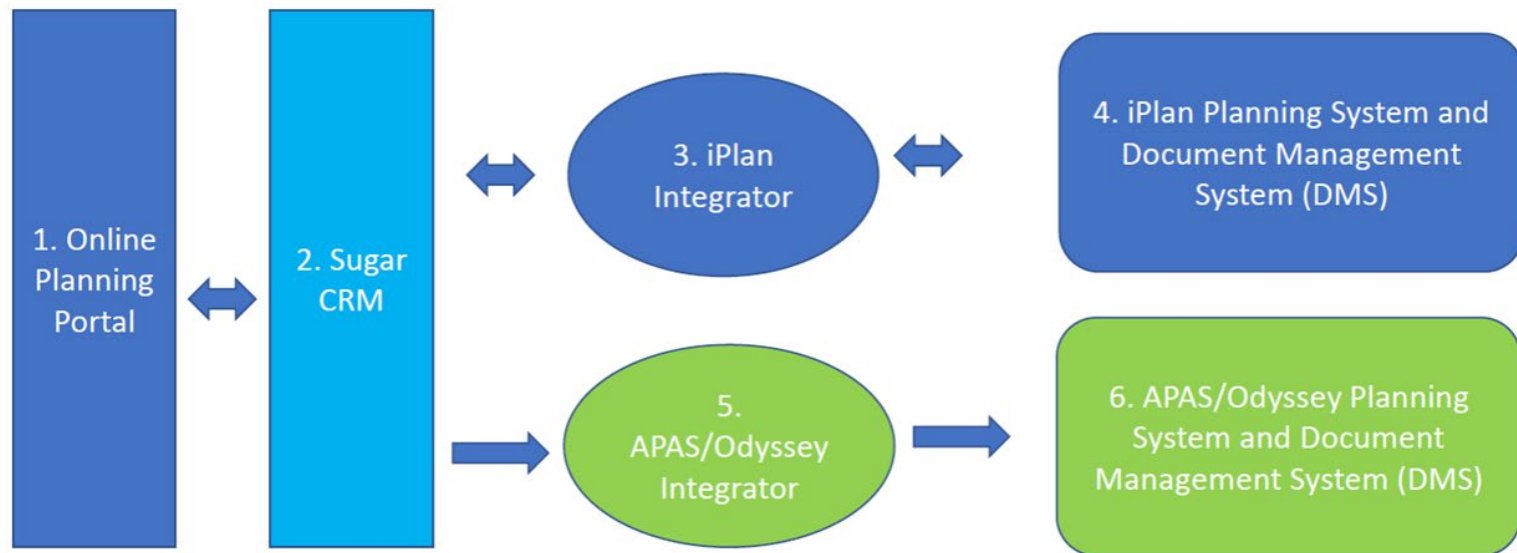 1. Online
Planning
Portal
2. Sugar
CRM
3. iPlan
Integrator
4. iPlan Planning System and
Document Management
System (DMS)
5.
APAS/Odyssey
Integrator
6. APAS/Odyssey Planning
System and Document
Management System (DMS)